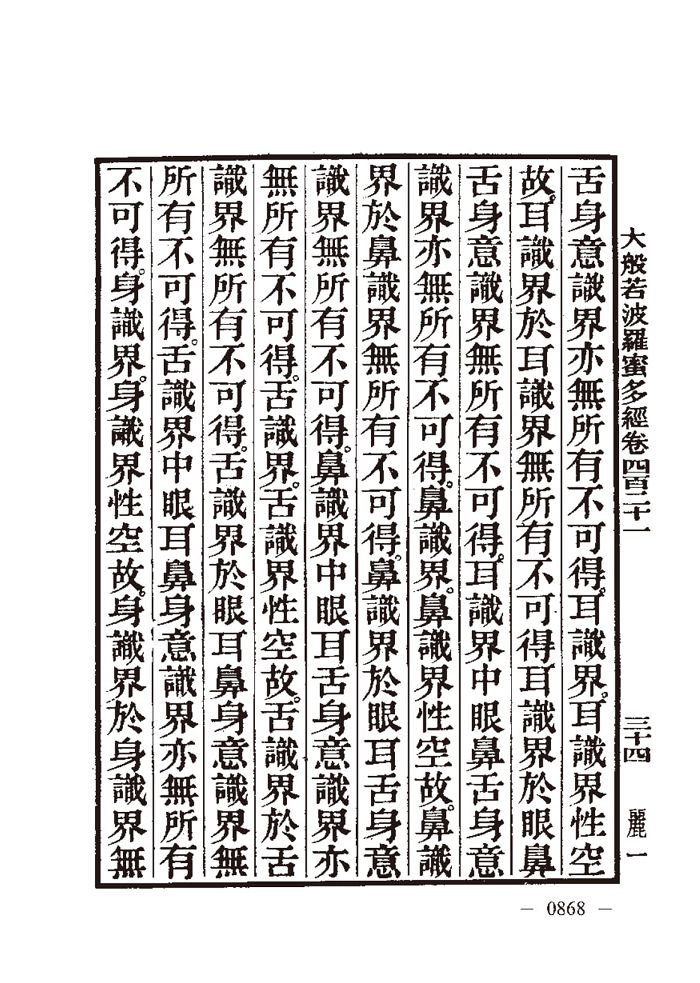 大般若波羅蜜多經卷四百二十一 三十四 麗一
舌身意識界亦無所有不可得。耳識界。耳識界性空
故。耳識界於耳識界無所有不可得耳識界於眼鼻
舌身意識界無所有不可得。耳識界中眼鼻舌身意
識界亦無所有不可得。鼻識界。鼻識界性空故。鼻識
界於鼻識界無所有不可得。鼻識界於眼耳舌身意
識界無所有不可得。鼻識界中眼耳舌身意識界亦
無所有不可得。舌識界。舌識界性空故。舌識界於舌
識界無所有不可得。舌識界於眼耳鼻身意識界無
所有不可得。舌識界中眼耳鼻身意識界亦無所有
不可得。身識界。身識界性空故。身識界於身識界無
— 0868 —